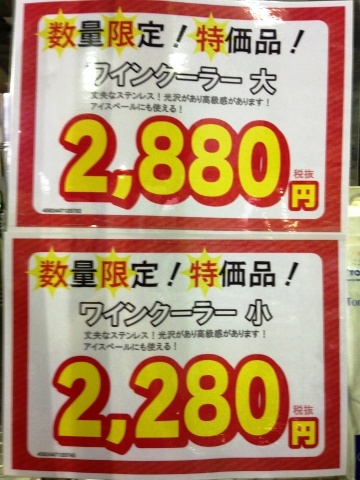 数量限定！特価品！
ワインクーラー 大
丈夫なステンレス！光沢があり高級感があります！
アイスペールにも使える！
2,880 税抜 円
数量限定！特価品！
ワインクーラー 小
丈夫なステンレス！光沢があり高級感があります！
アイスペールにも使える！
2,280 税抜 円